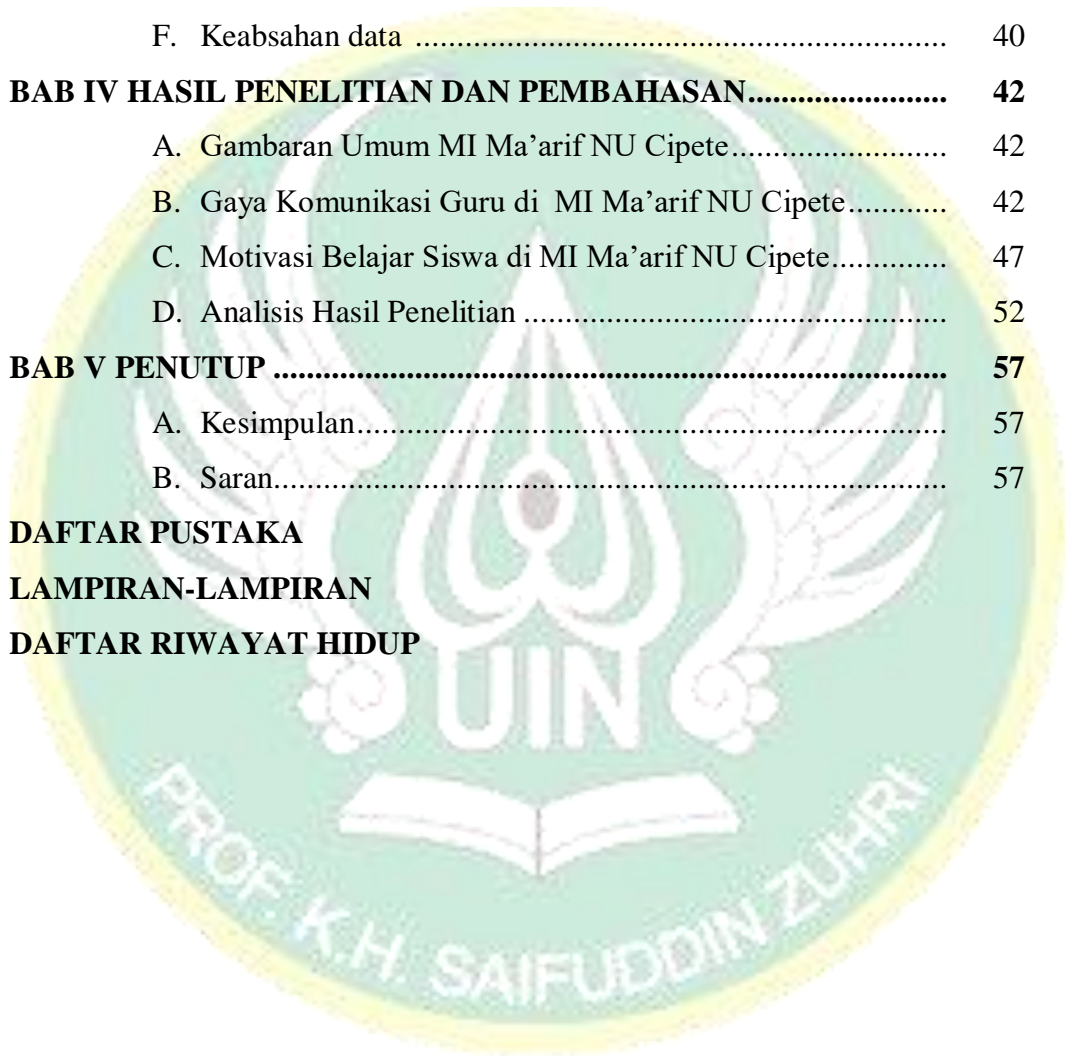 F. Keabsahan data ................................................................ 40
BAB IV HASIL PENELITIAN DAN PEMBAHASAN....................... 42
A. Gambaran Umum MI Ma’arif NU Cipete.......................... 42
B. Gaya Komunikasi Guru di MI Ma’arif NU Cipete............ 42
C. Motivasi Belajar Siswa di MI Ma’arif NU Cipete.............. 47
D. Analisis Hasil Penelitian ................................................... 52
BAB V PENUTUP ................................................................................ 57
A. Kesimpulan....................................................................... 57
B. Saran................................................................................. 57
DAFTAR PUSTAKA
LAMPIRAN-LAMPIRAN
DAFTAR RIWAYAT HIDUP
UIN
PROF. K.H. SAIFUDDIN ZUHRI